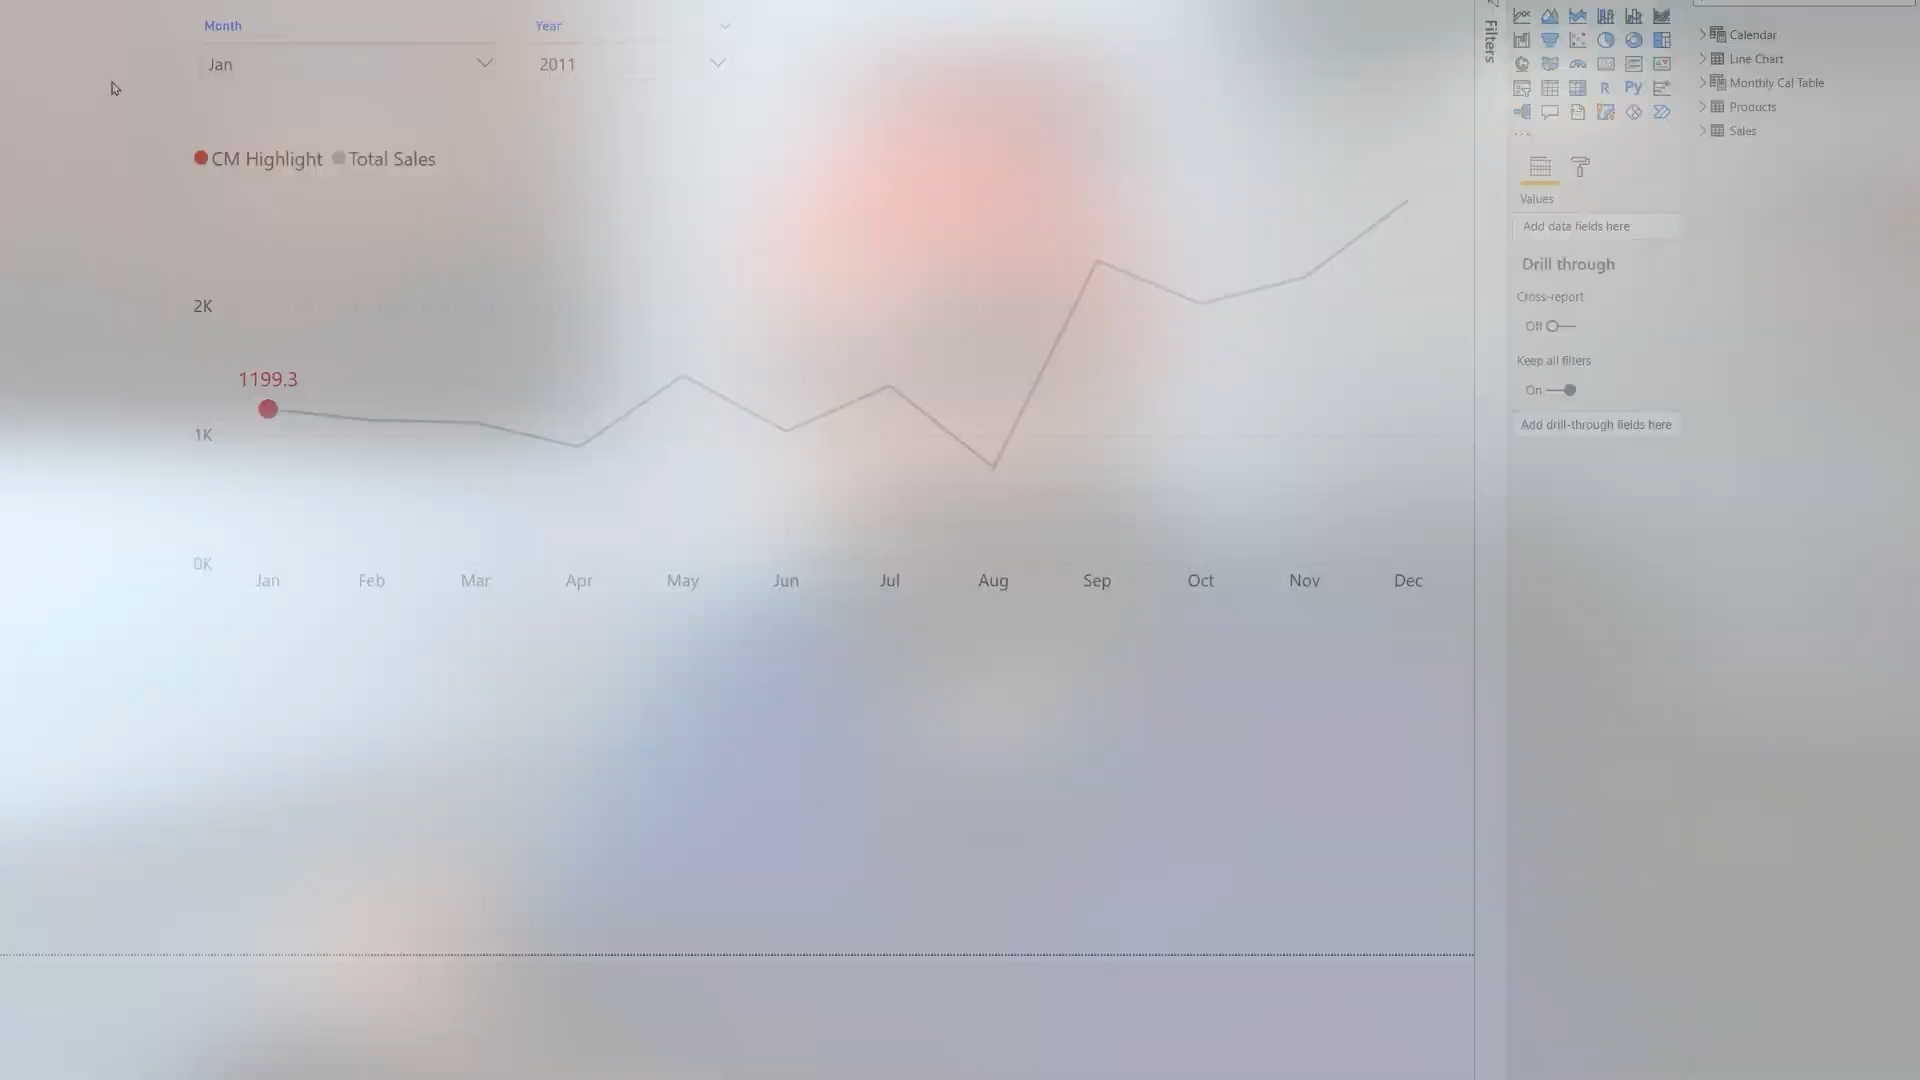 Month
Year
Jan
2011
CM Highlight
Total Sales
2K
1199.3
1K
0K
Jan
Feb
Mar
Apr
May
Jun
Jul
Aug
Sep
Oct
Nov
Dec
Filters
R
Py
...
Values
Add data fields here
Drill through
Cross-report
Off
Keep all filters
On
Add drill-through fields here
Calendar
Line Chart
Monthly Cal Table
Products
Sales